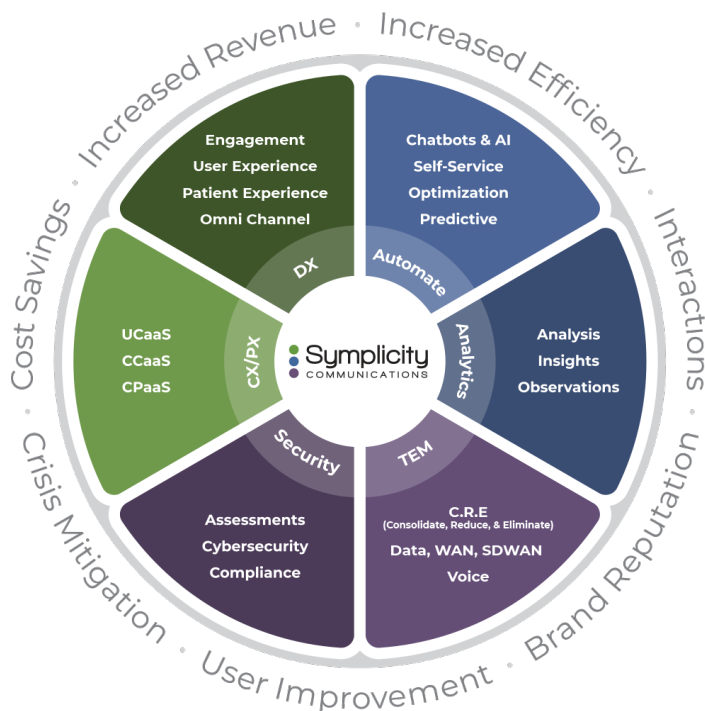 Increased Revenue
Increased Efficiency
Interactions
Brand Reputation
User Improvement
Crisis Mitigation
Cost Savings
Engagement
User Experience
Patient Experience
Omni Channel
DX
Chatbots & AI
Self-Service
Optimization
Predictive
Automate
Analysis
Insights
Observations
Analytics
C.R.E
(Consolidate, Reduce, & Eliminate)
Data, WAN, SDWAN
Voice
TEM
Assessments
Cybersecurity
Compliance
Security
UCaaS
CCaaS
CPaaS
CX/PX
Symplicity
COMMUNICATIONS